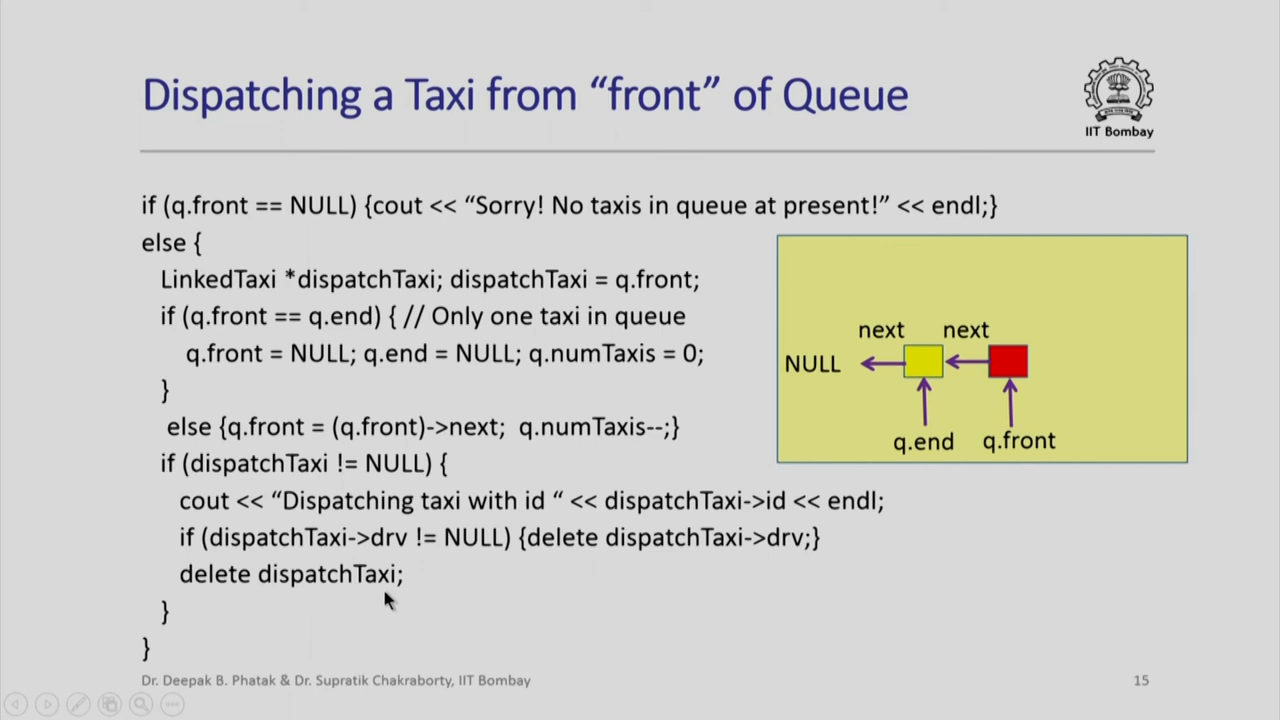 Dispatching a Taxi from “front” of Queue
IIT Bombay
if (q.front == NULL) {cout << “Sorry! No taxis in queue at present!” << endl;}
else {
LinkedTaxi *dispatchTaxi; dispatchTaxi = q.front;
if (q.front == q.end) { // Only one taxi in queue
q.front = NULL; q.end = NULL; q.numTaxis = 0;
}
else {q.front = (q.front)->next; q.numTaxis--;}
if (dispatchTaxi != NULL) {
cout << “Dispatching taxi with id “ << dispatchTaxi->id << endl;
if (dispatchTaxi->drv != NULL) {delete dispatchTaxi->drv;}
delete dispatchTaxi;
}
}
next next
NULL
q.end q.front
Dr. Deepak B. Phatak & Dr. Supratik Chakraborty, IIT Bombay
15